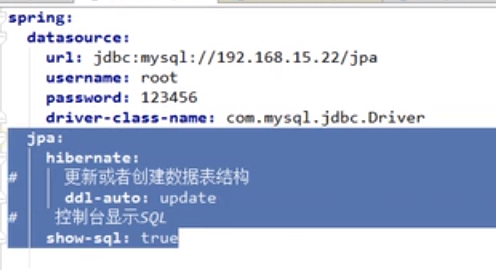 spring:
  datasource:
    url: jdbc:mysql://192.168.15.22/jpa
    username: root
    password: 123456
    driver-class-name: com.mysql.jdbc.Driver
  jpa:
    hibernate:
#     更新或者创建数据表结构
      ddl-auto: update
#    控制台显示SQL
    show-sql: true